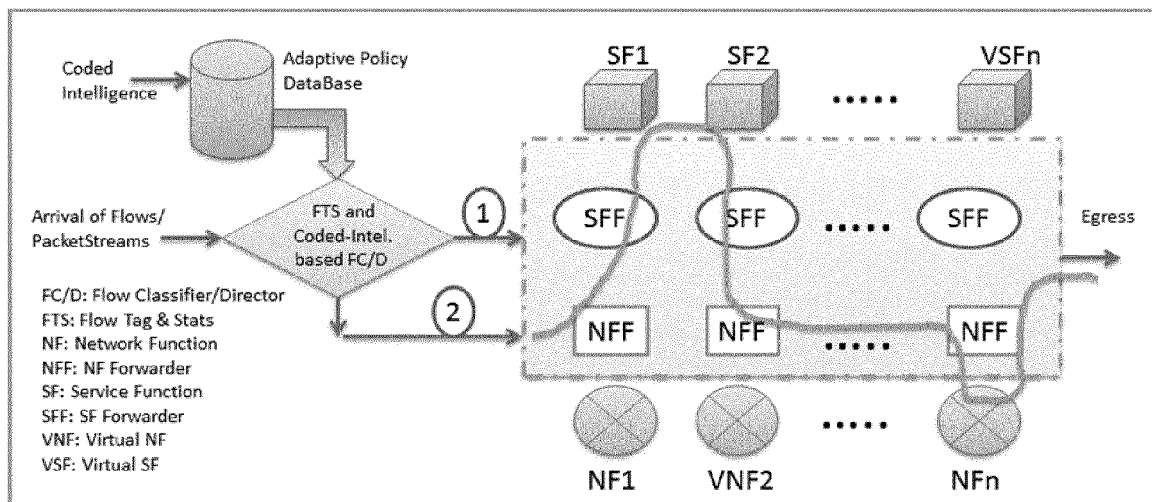 Coded
Intelligence
Adaptive Policy
DataBase
SF1
SF2
VSFn
.....
Arrival of Flows/
PacketStreams
FTS and
Coded-Intel.
based FC/D
1
2
SFF
SFF
.....
SFF
Egress
NFF
NFF
.....
NFF
FC/D: Flow Classifier/Director
FTS: Flow Tag & Stats
NF: Network Function
NFF: NF Forwarder
SF: Service Function
SFF: SF Forwarder
VNF: Virtual NF
VSF: Virtual SF
.....
NF1
VNF2
NFn